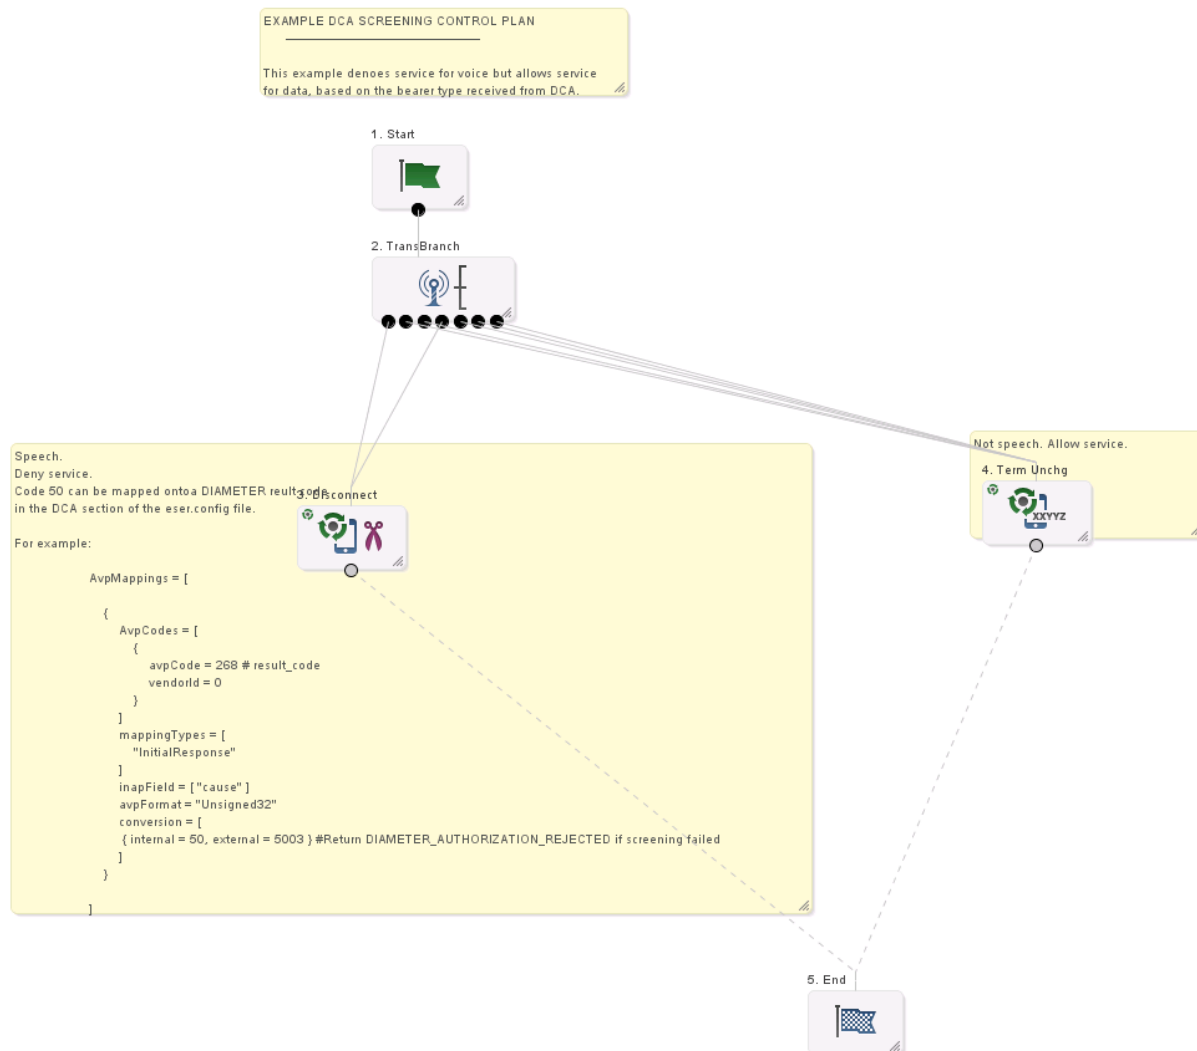 EXAMPLE DCA SCREENING CONTROL PLAN
This example denoes service for voice but allows service
for data, based on the bearer type received from DCA.
1. Start
2. TransBranch
Speech.
Deny service.
Code 50 can be mapped ontoa DIAMETER reult code
in the DCA section of the eser.config file.
3. Disconnect
For example:
AvpMappings = [
{
AvpCodes = [
{
avpCode = 268 # result_code
vendorId = 0
}
]
mappingTypes = [
"InitialResponse"
]
inapField = [ "cause" ]
avpFormat = "Unsigned32"
conversion = [
{ internal = 50, external = 5003 } #Return DIAMETER_AUTHORIZATION_REJECTED if screening failed
]
}
]
Not speech. Allow service.
4. Term Unchg
XXYYZ
5. End